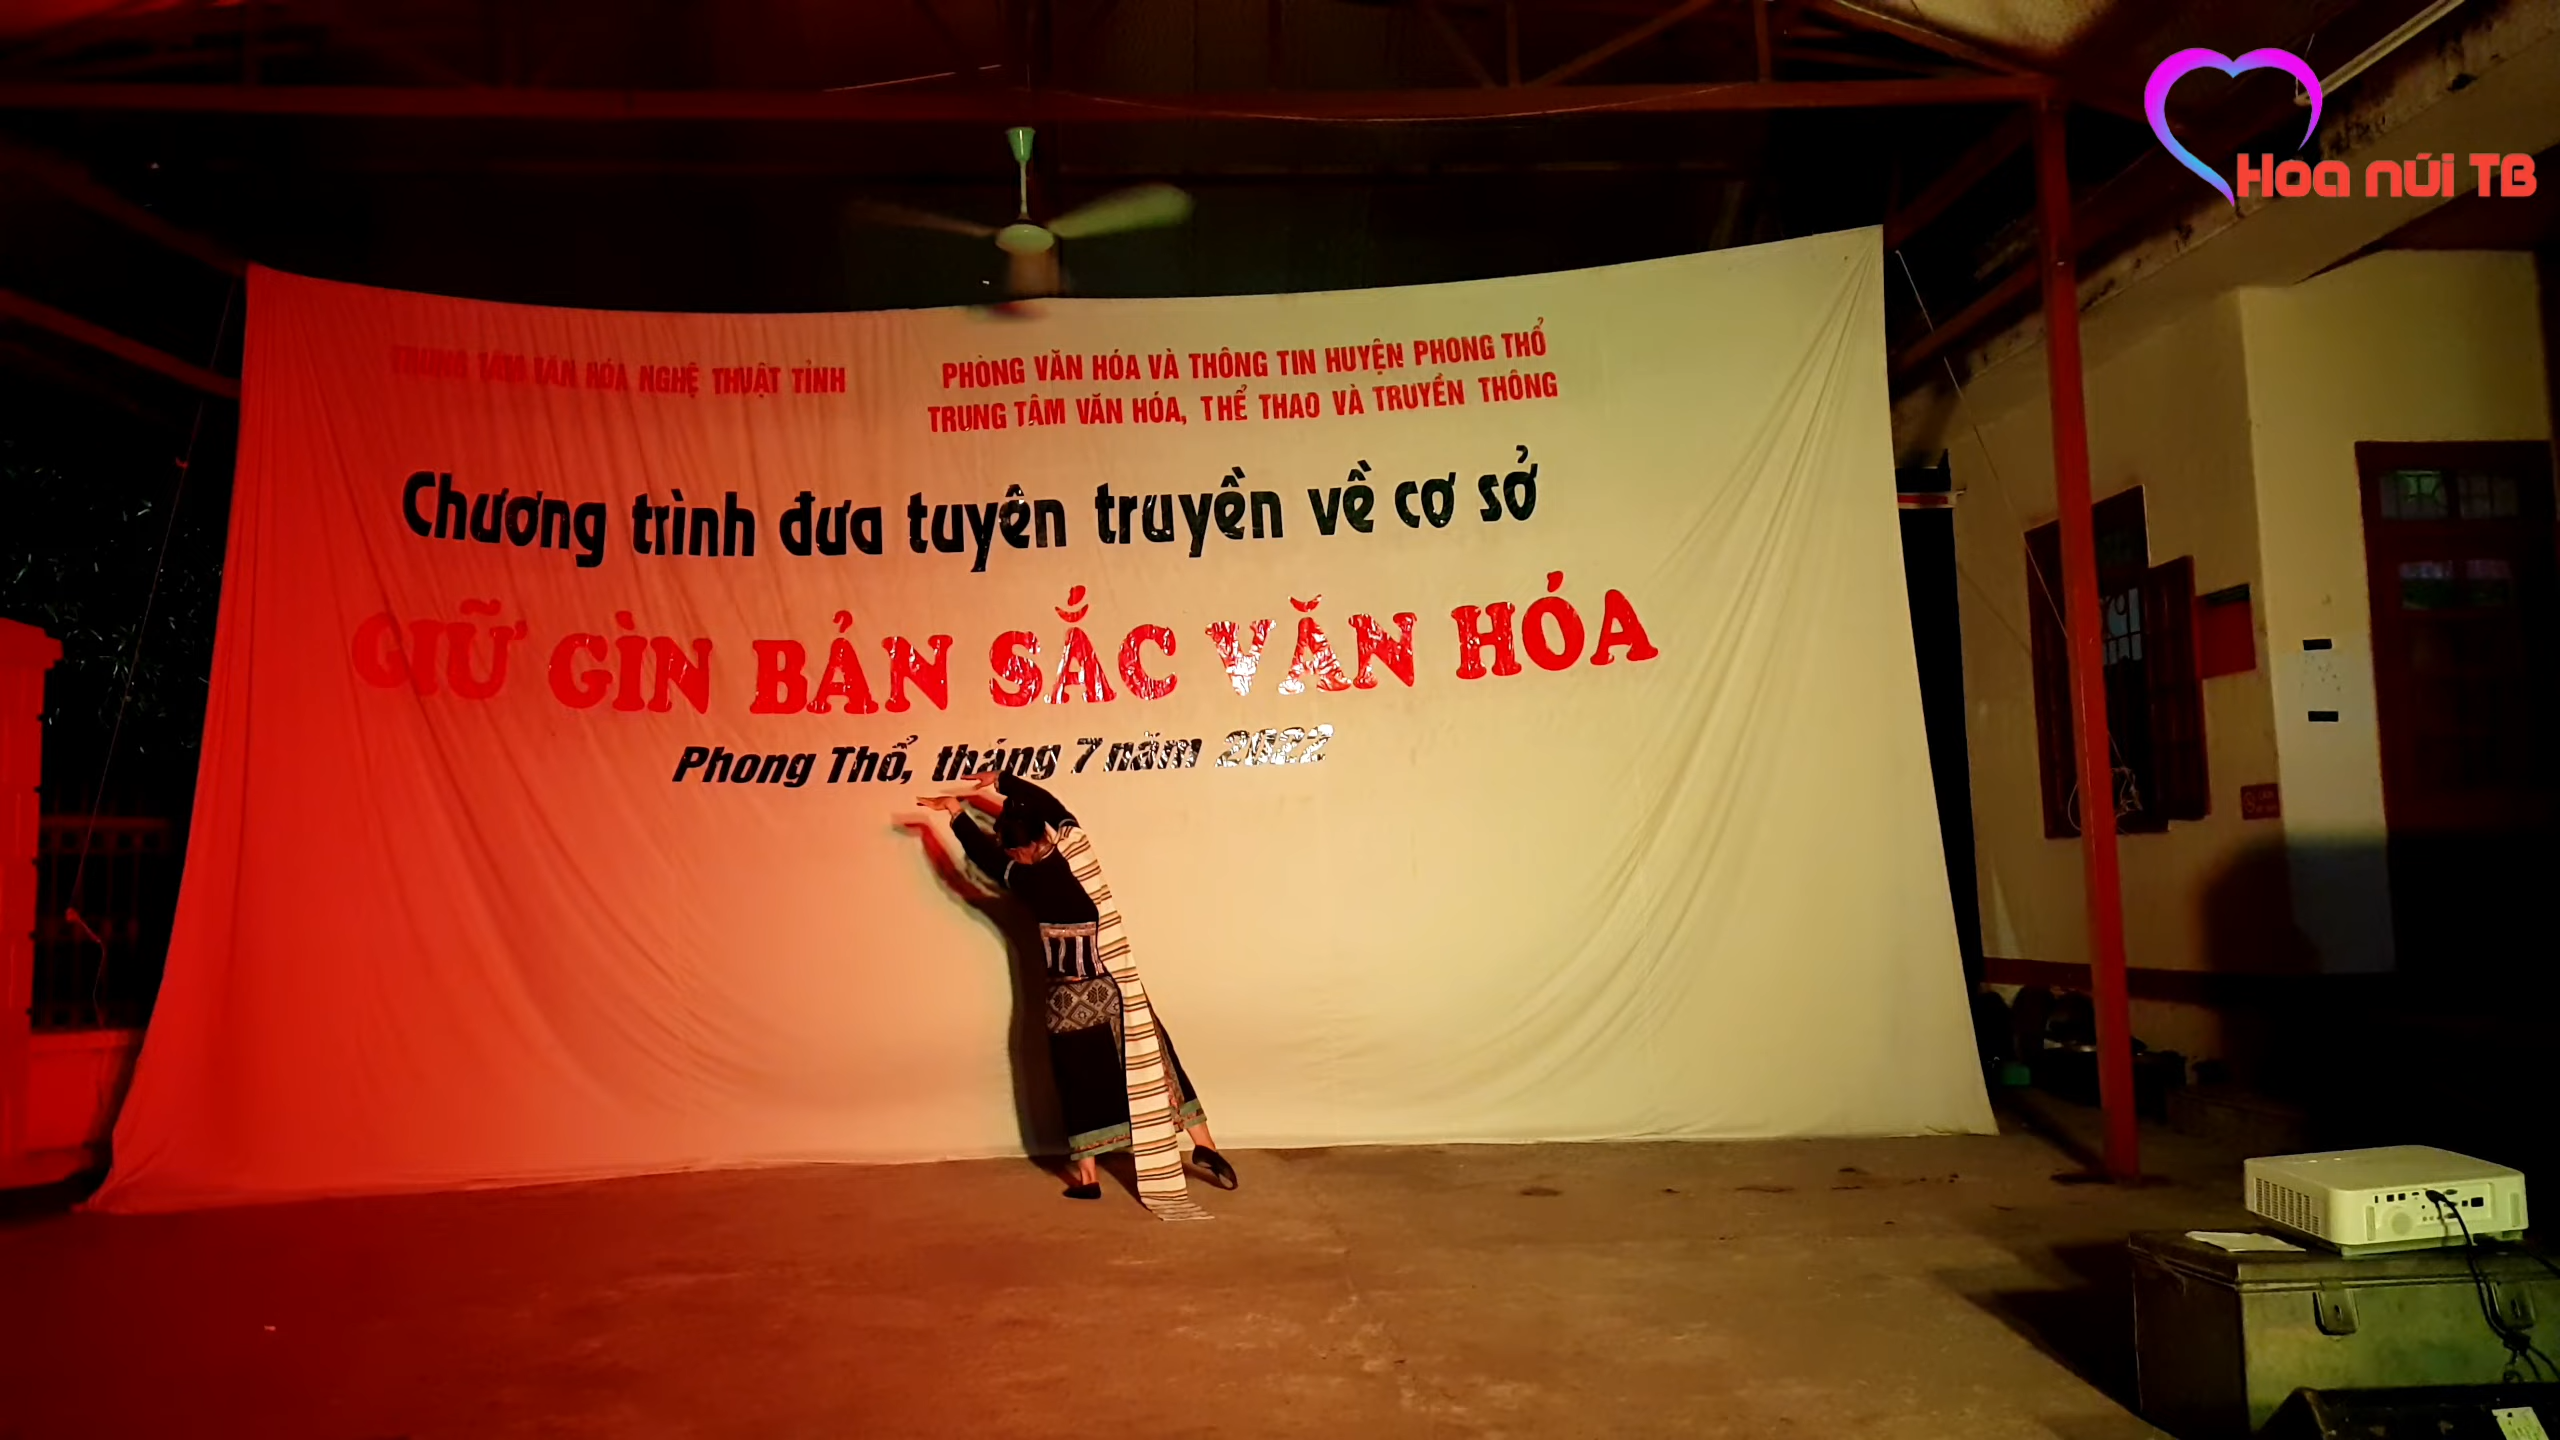 Hoa núi TB
TRUNG TÂM VĂN HÓA NGHỆ THUẬT TỈNH
PHÒNG VĂN HÓA VÀ THÔNG TIN HUYỆN PHONG THỔ
TRUNG TÂM VĂN HÓA, THỂ THAO VÀ TRUYỀN THÔNG
Chương trình đưa tuyên truyền về cơ sở
GIỮ GÌN BẢN SẮC VĂN HÓA
Phong Thổ, tháng 7 năm 2022